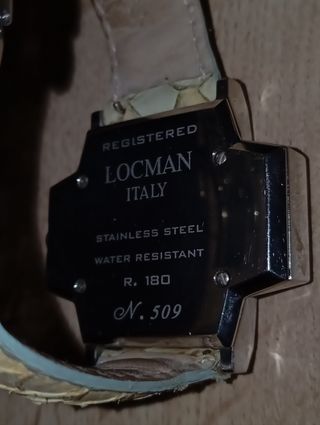 REGISTERED
LOCMAN
ITALY
STAINLESS STEEL
WATER RESISTANT
R. 180
N. 509